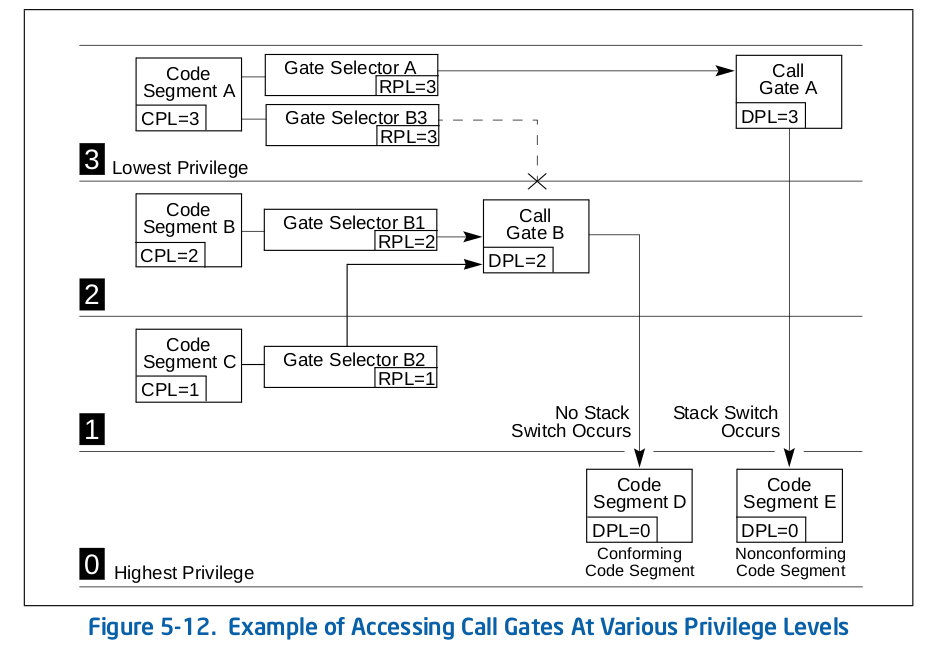 Code
Segment A
CPL=3
Gate Selector A
RPL=3
Gate Selector B3
RPL=3
Call
Gate A
DPL=3
3 Lowest Privilege
Code
Segment B
CPL=2
Gate Selector B1
RPL=2
Call
Gate B
DPL=2
2
Code
Segment C
CPL=1
Gate Selector B2
RPL=1
No Stack
Switch Occurs
Stack Switch
Occurs
1
Code
Segment D
DPL=0
Conforming
Code Segment
Code
Segment E
DPL=0
Nonconforming
Code Segment
0 Highest Privilege
Figure 5-12. Example of Accessing Call Gates At Various Privilege Levels